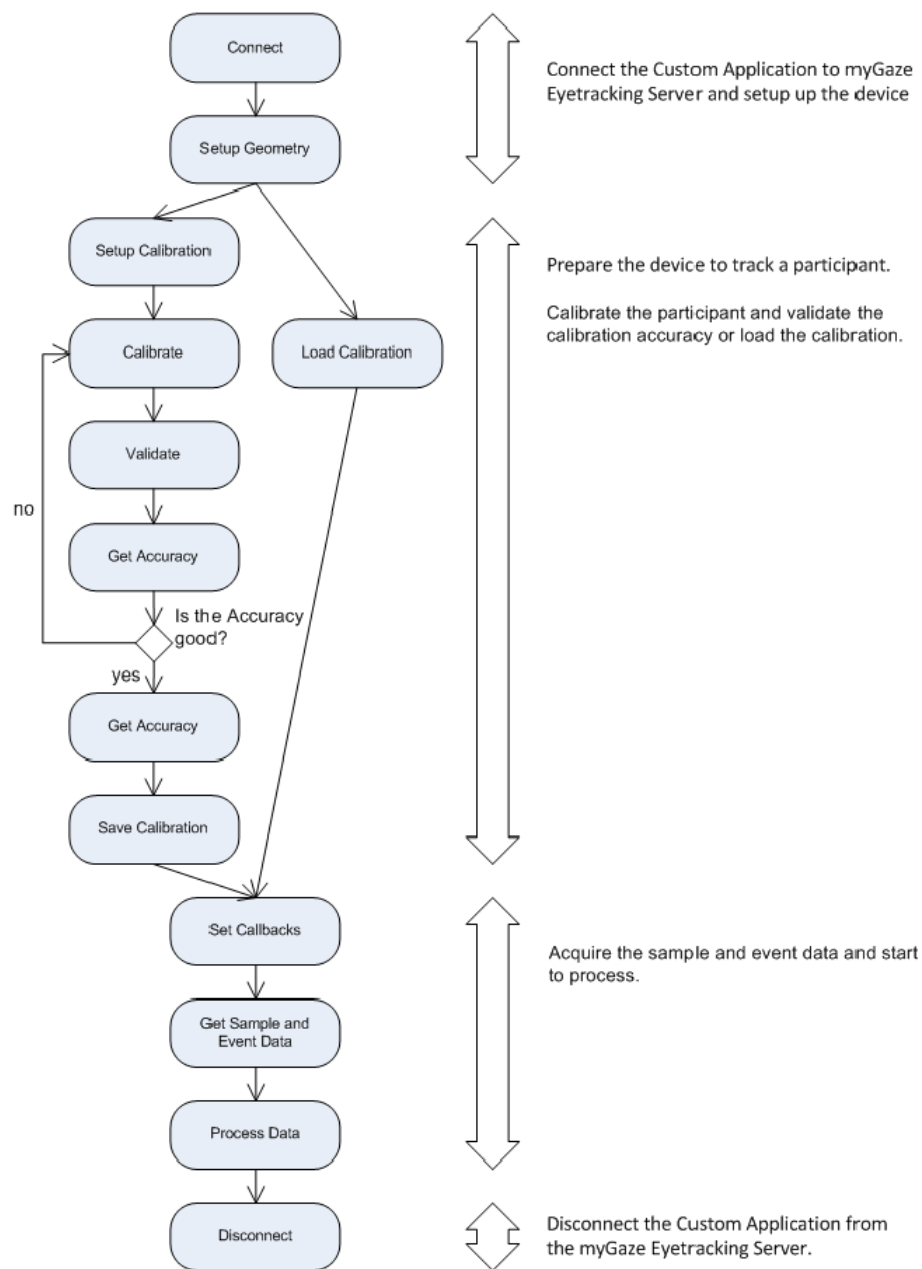 Connect
Connect the Custom Application to myGaze
Eyetracking Server and setup up the device
Setup Geometry
Setup Calibration
Prepare the device to track a participant.
Calibrate the participant and validate the
calibration accuracy or load the calibration.
Calibrate
Load Calibration
Validate
no
Get Accuracy
Is the Accuracy
good?
yes
Get Accuracy
Save Calibration
Set Callbacks
Acquire the sample and event data and start
to process.
Get Sample and
Event Data
Process Data
Disconnect
Disconnect the Custom Application from
the myGaze Eyetracking Server.